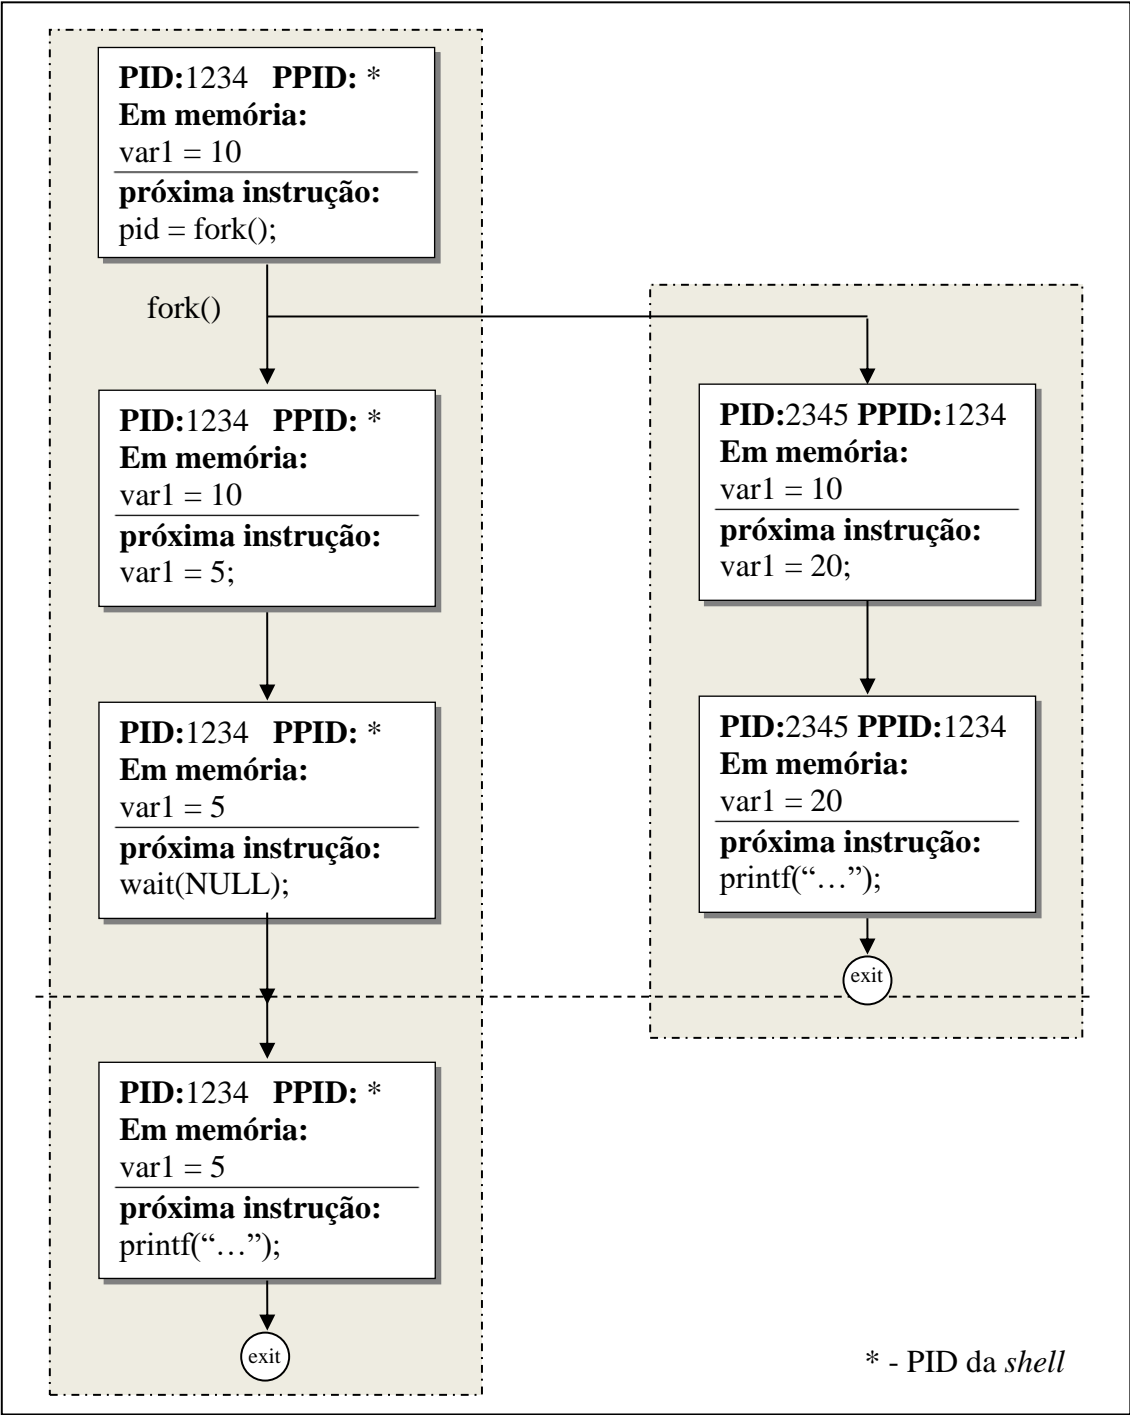 PID:1234 PPID: *
Em memória:
var1 = 10
próxima instrução:
pid = fork();
fork()
PID:1234 PPID: *
Em memória:
var1 = 10
próxima instrução:
var1 = 5;
PID:2345 PPID:1234
Em memória:
var1 = 10
próxima instrução:
var1 = 20;
PID:1234 PPID: *
Em memória:
var1 = 5
próxima instrução:
wait(NULL);
PID:2345 PPID:1234
Em memória:
var1 = 20
próxima instrução:
printf(“…”);
exit
PID:1234 PPID: *
Em memória:
var1 = 5
próxima instrução:
printf(“…”);
exit
* - PID da shell